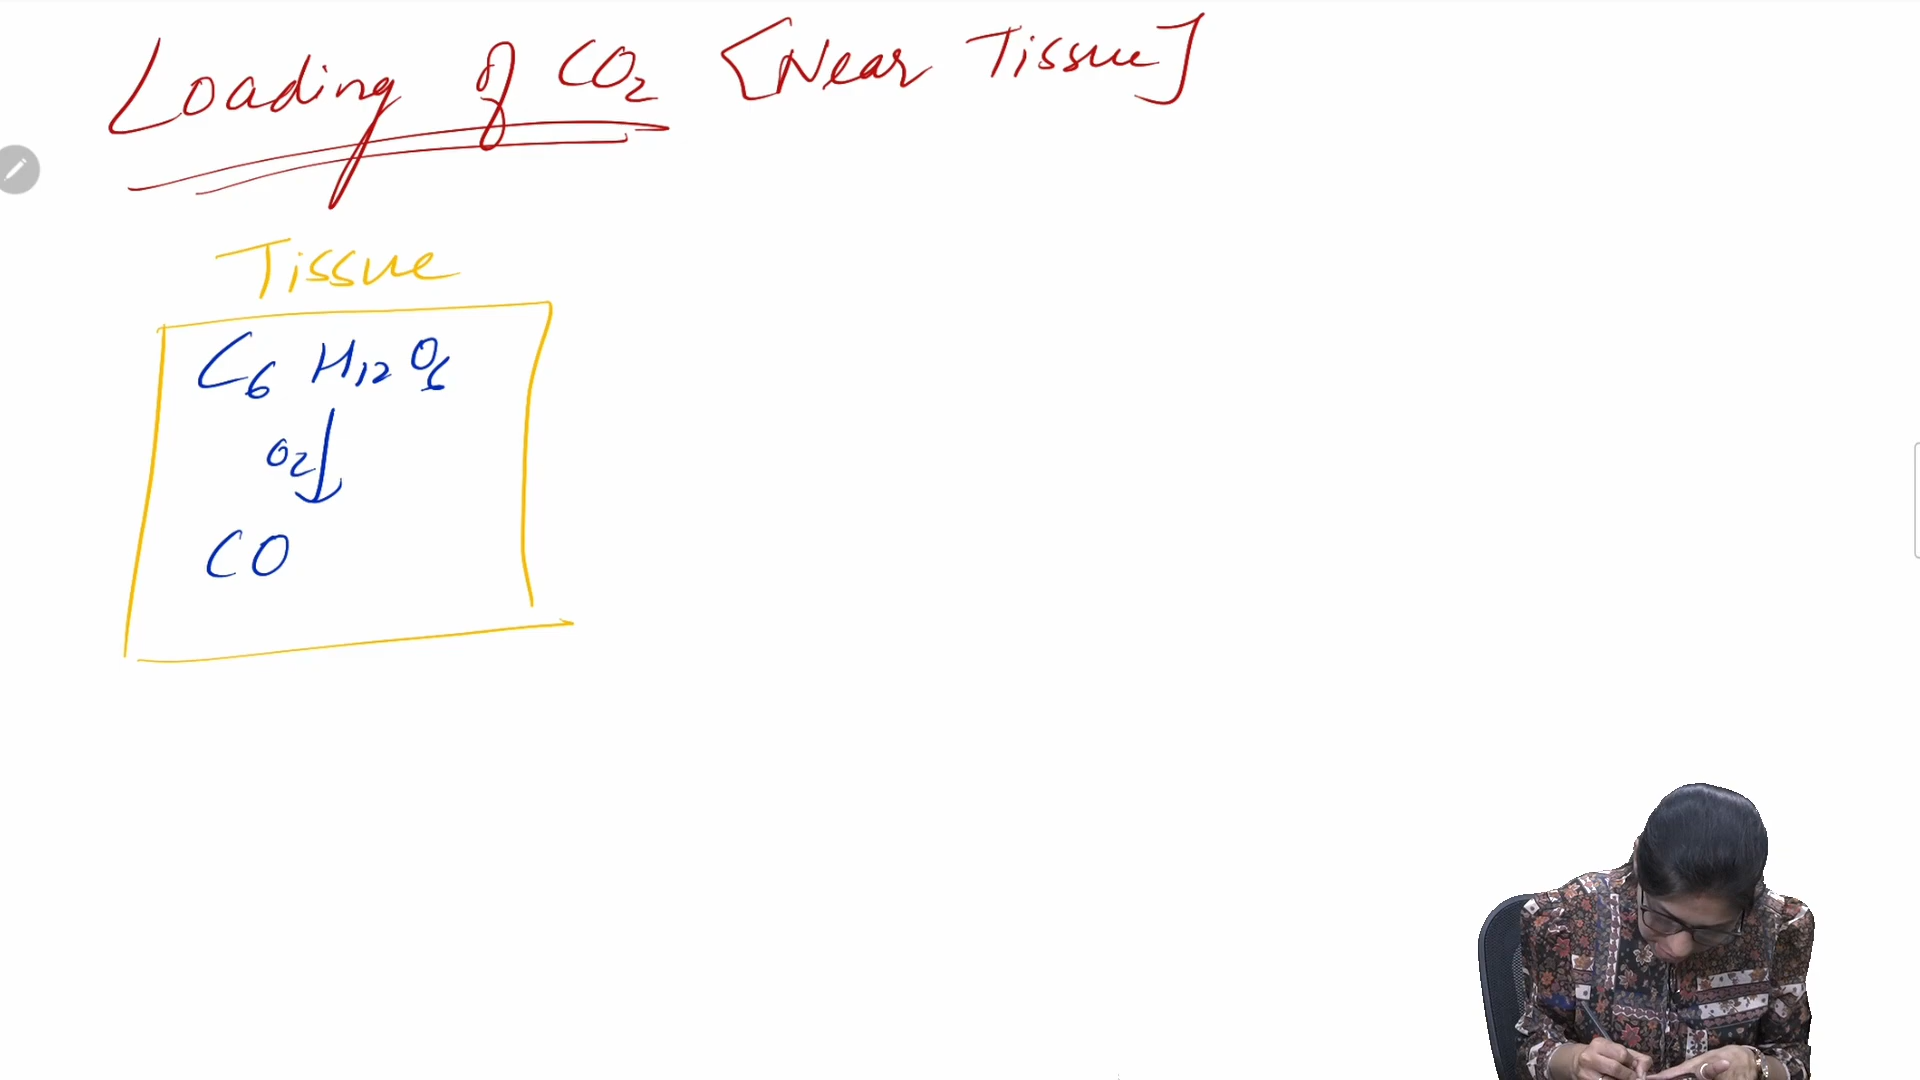 Loading of CO₂ [Near Tissue]
Tissue
C₆ H₁₂ O₆
O₂
CO